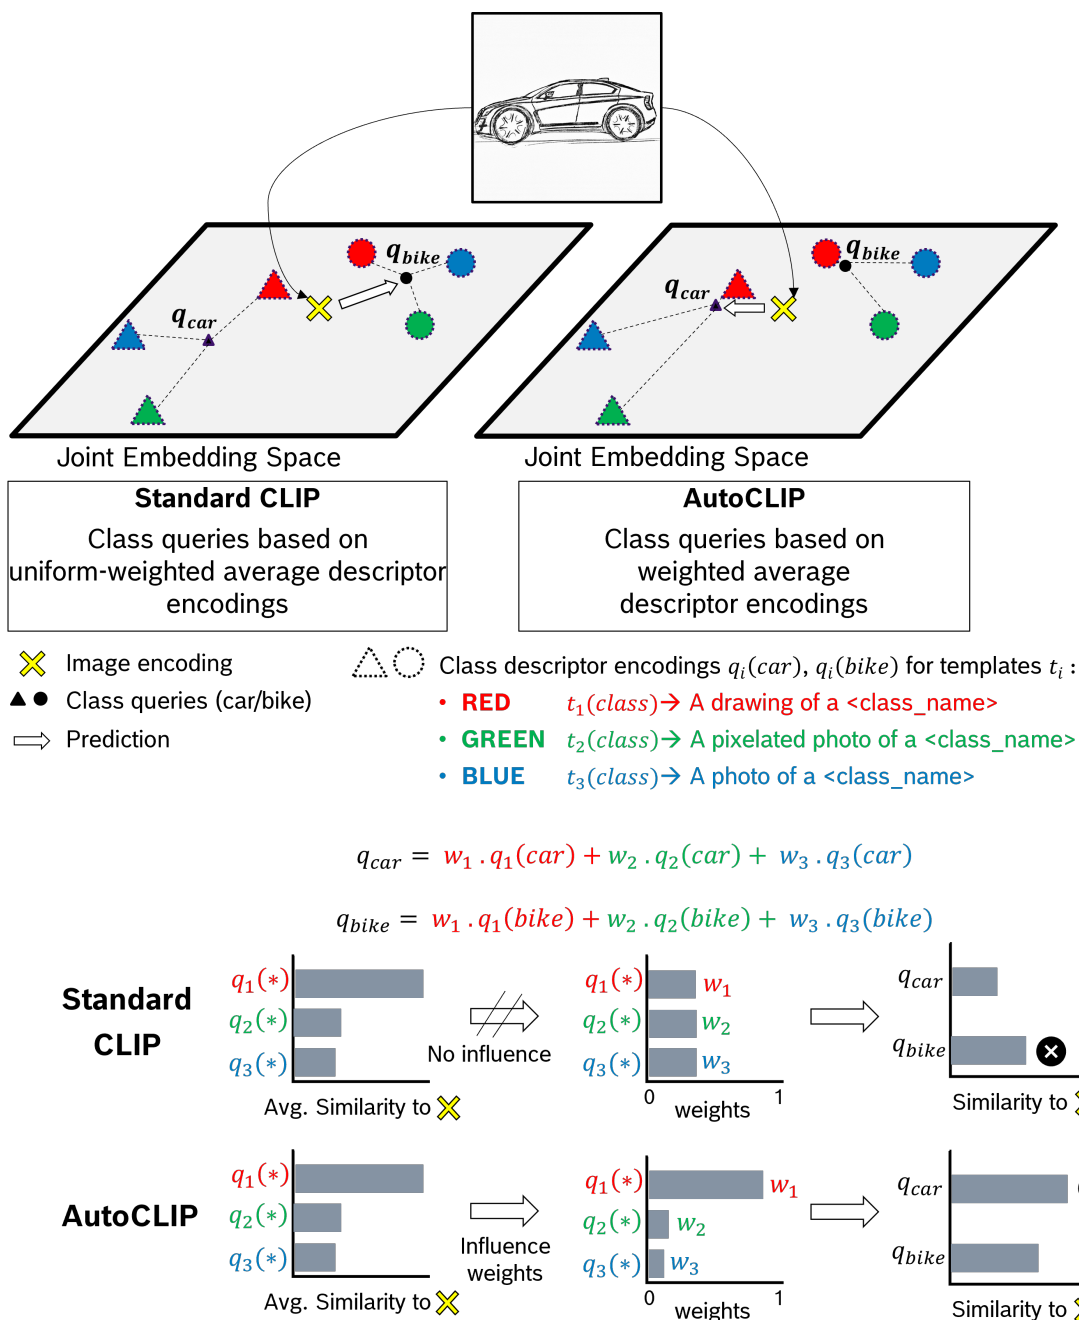 q_bike
q_car
q_bike
q_car
Joint Embedding Space
Joint Embedding Space
Standard CLIP
Class queries based on
uniform-weighted average descriptor
encodings
AutoCLIP
Class queries based on
weighted average
descriptor encodings
Image encoding
Class queries (car/bike)
Prediction
Class descriptor encodings q_i(car), q_i(bike) for templates t_i :
• RED t_1(class)→ A drawing of a <class_name>
• GREEN t_2(class)→ A pixelated photo of a <class_name>
• BLUE t_3(class)→ A photo of a <class_name>
q_car = w_1 . q_1(car) + w_2 . q_2(car) + w_3 . q_3(car)
q_bike = w_1 . q_1(bike) + w_2 . q_2(bike) + w_3 . q_3(bike)
Standard
CLIP
q_1(*)
q_2(*)
q_3(*)
Avg. Similarity to
No influence
q_1(*) w_1
q_2(*) w_2
q_3(*) w_3
0 1
weights
q_car
q_bike
Similarity to
AutoCLIP
q_1(*)
q_2(*)
q_3(*)
Avg. Similarity to
Influence
weights
q_1(*) w_1
q_2(*) w_2
q_3(*) w_3
0 1
weights
q_car
q_bike
Similarity to